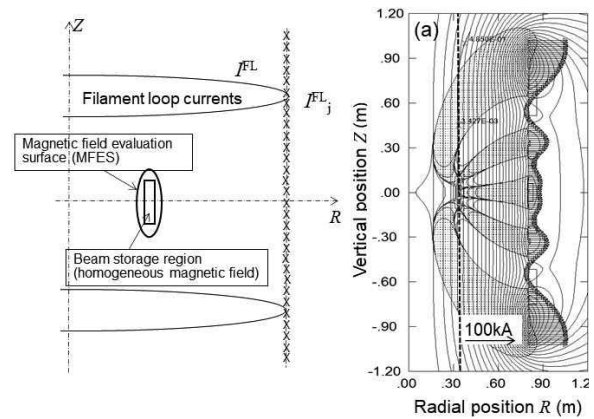 Z
I^FL
Filament loop currents
I^FL_j
Magnetic field evaluation
surface (MFES)
R
Beam storage region
(homogeneous magnetic field)
(a)
1.20
.90
.60
.30
.00
-.30
-.60
-.90
-1.20
Vertical position Z (m)
100kA
.00 .30 .60 .90 1.20
Radial position R (m)